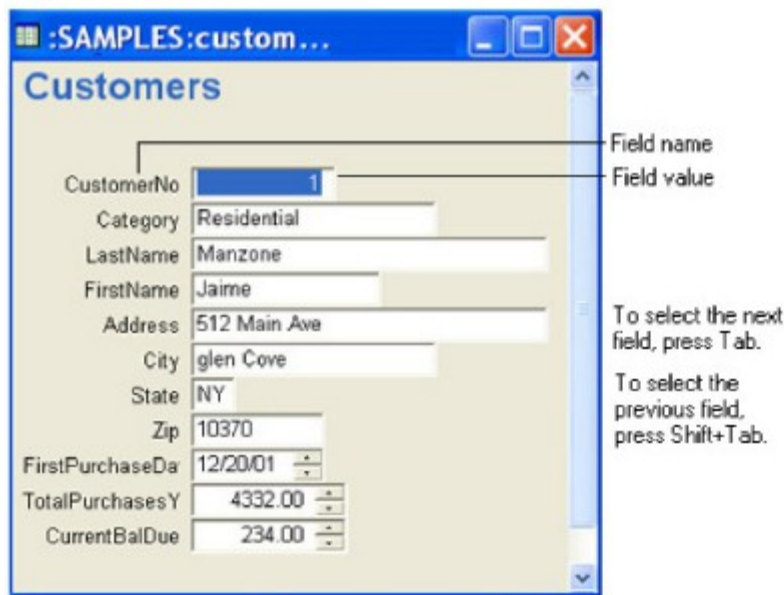 :SAMPLES:custom...
Customers
Field name
CustomerNo 1 Field value
Category Residential
LastName Manzone
FirstName Jaime
Address 512 Main Ave
City glen Cove
State NY
Zip 10370
FirstPurchaseDa 12/20/01
TotalPurchasesY 4332.00
CurrentBalDue 234.00
To select the next
field, press Tab.
To select the
previous field,
press Shift+Tab.